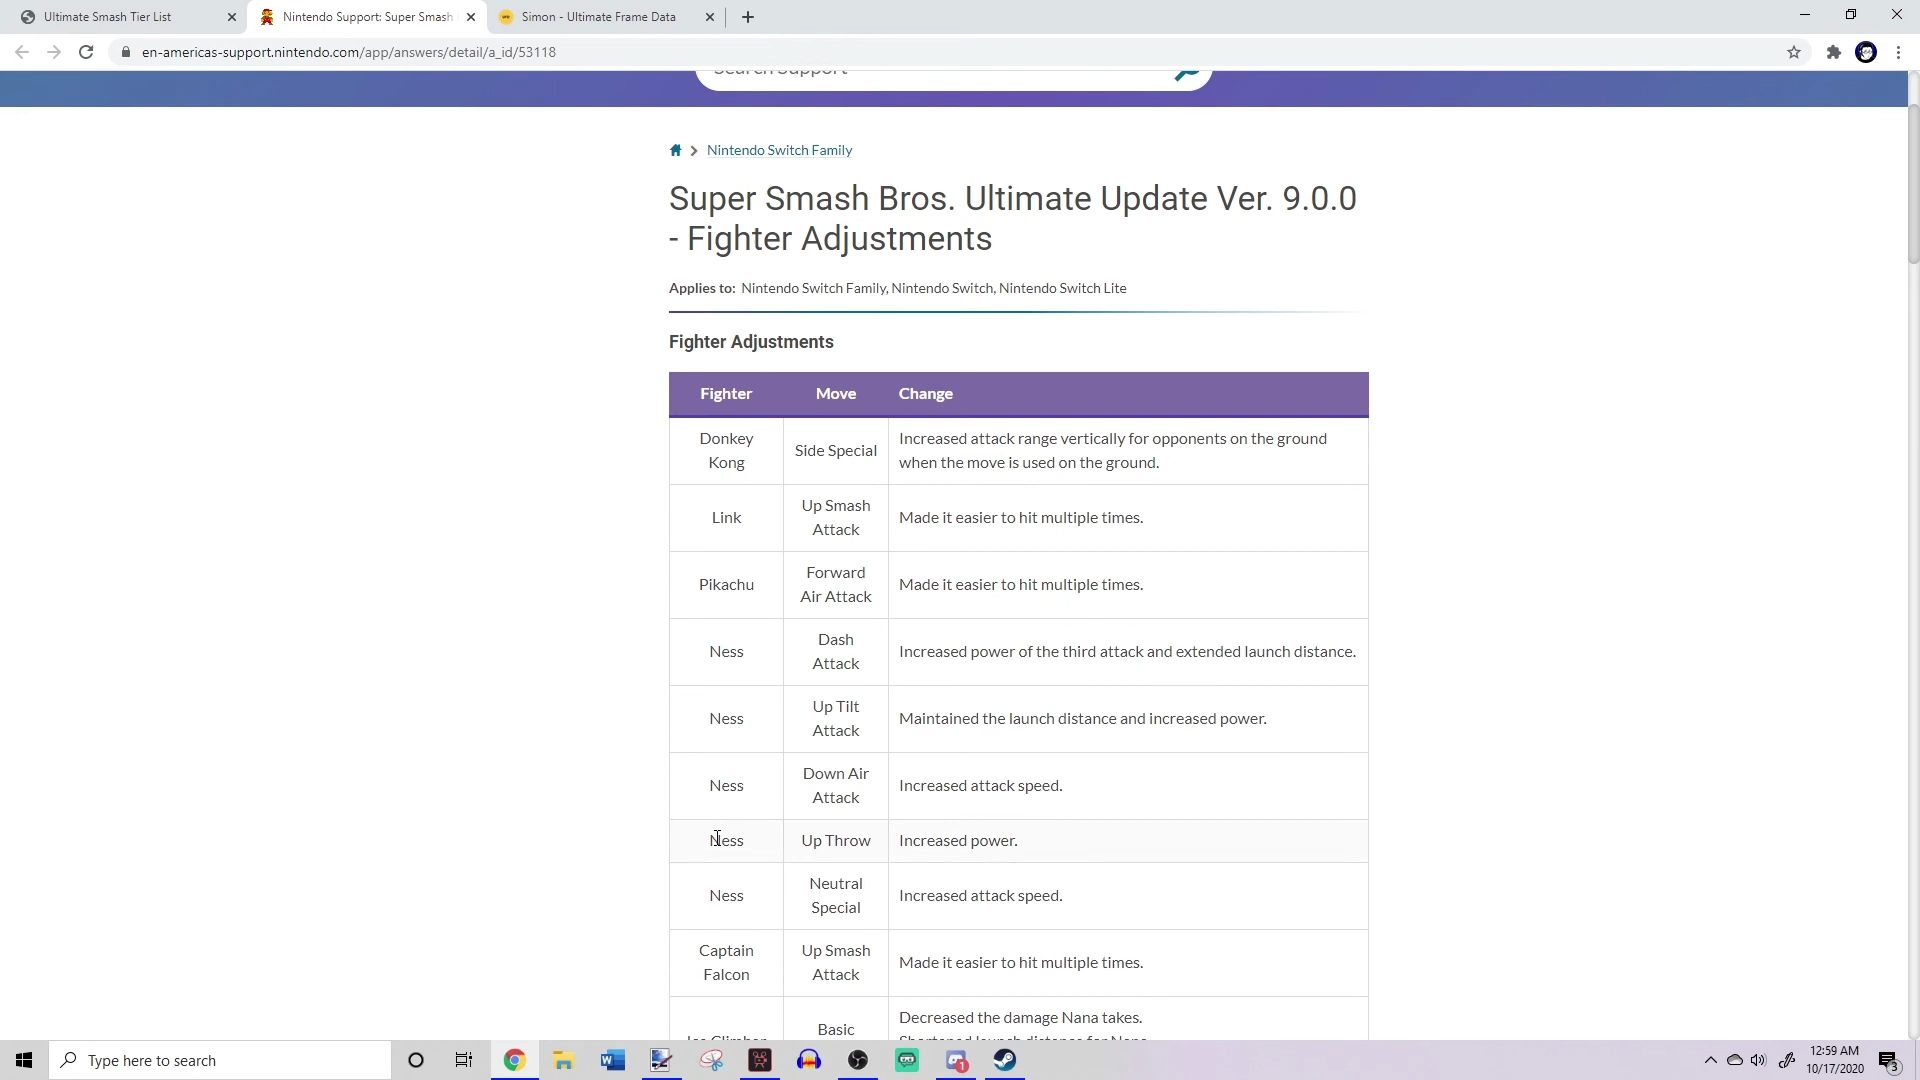 Ultimate Smash Tier List
Nintendo Support: Super Smash
Simon - Ultimate Frame Data
en-americas-support.nintendo.com/app/answers/detail/a_id/53118
Search Support
Nintendo Switch Family
Super Smash Bros. Ultimate Update Ver. 9.0.0
- Fighter Adjustments
Applies to: Nintendo Switch Family, Nintendo Switch, Nintendo Switch Lite
Fighter Adjustments
Fighter Move Change
Donkey
Kong
Side Special
Increased attack range vertically for opponents on the ground
when the move is used on the ground.
Link
Up Smash
Attack
Made it easier to hit multiple times.
Pikachu
Forward
Air Attack
Made it easier to hit multiple times.
Ness
Dash
Attack
Increased power of the third attack and extended launch distance.
Ness
Up Tilt
Attack
Maintained the launch distance and increased power.
Ness
Down Air
Attack
Increased attack speed.
Ness
Up Throw
Increased power.
Ness
Neutral
Special
Increased attack speed.
Captain
Falcon
Up Smash
Attack
Made it easier to hit multiple times.
Basic
Decreased the damage Nana takes.
Type here to search
1
12:59 AM
10/17/2020
3